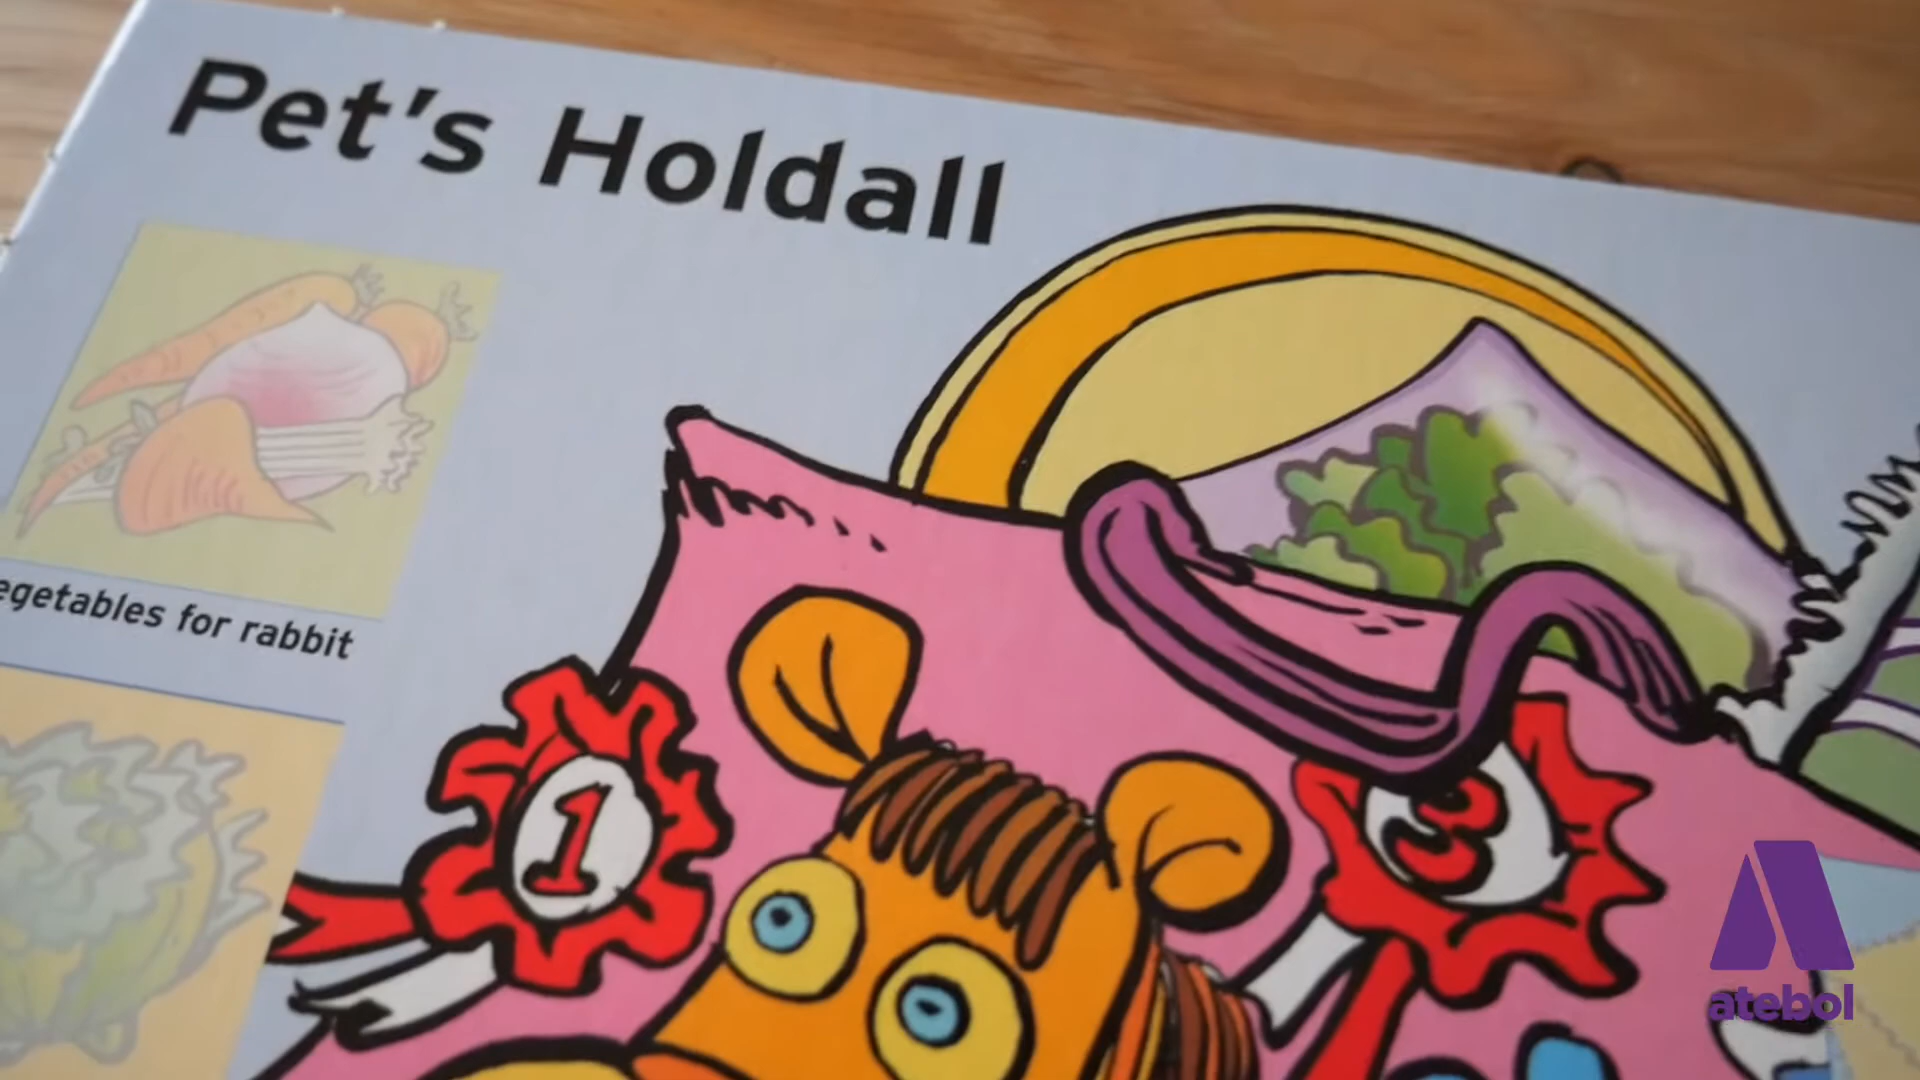 Pet's Holdall
egetables for rabbit
1
3
atebol